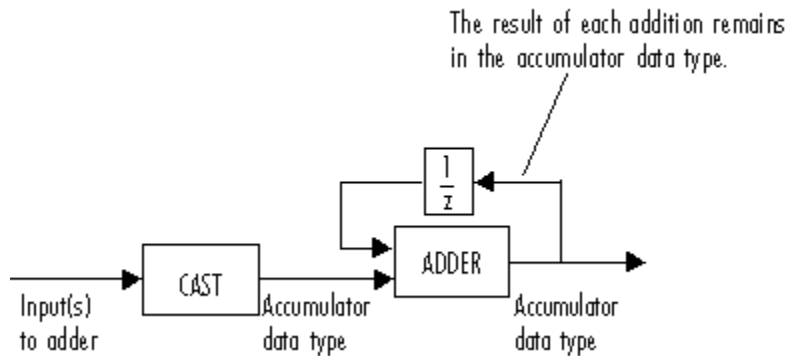 The result of each addition remains
in the accumulator data type.
1
z
ADDER
CAST
Input(s)
to adder
Accumulator
data type
Accumulator
data type